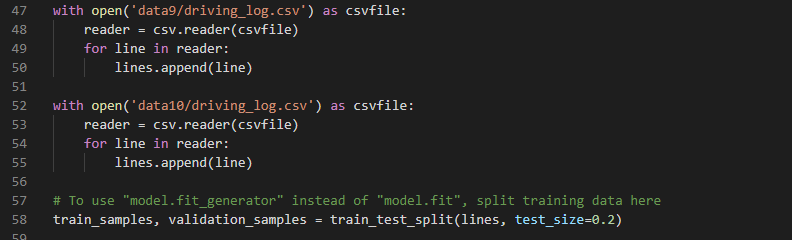 47 with open('data9/driving_log.csv') as csvfile:
48     reader = csv.reader(csvfile)
49     for line in reader:
50         lines.append(line)
51
52 with open('data10/driving_log.csv') as csvfile:
53     reader = csv.reader(csvfile)
54     for line in reader:
55         lines.append(line)
56
57 # To use "model.fit_generator" instead of "model.fit", split training data here
58 train_samples, validation_samples = train_test_split(lines, test_size=0.2)
59